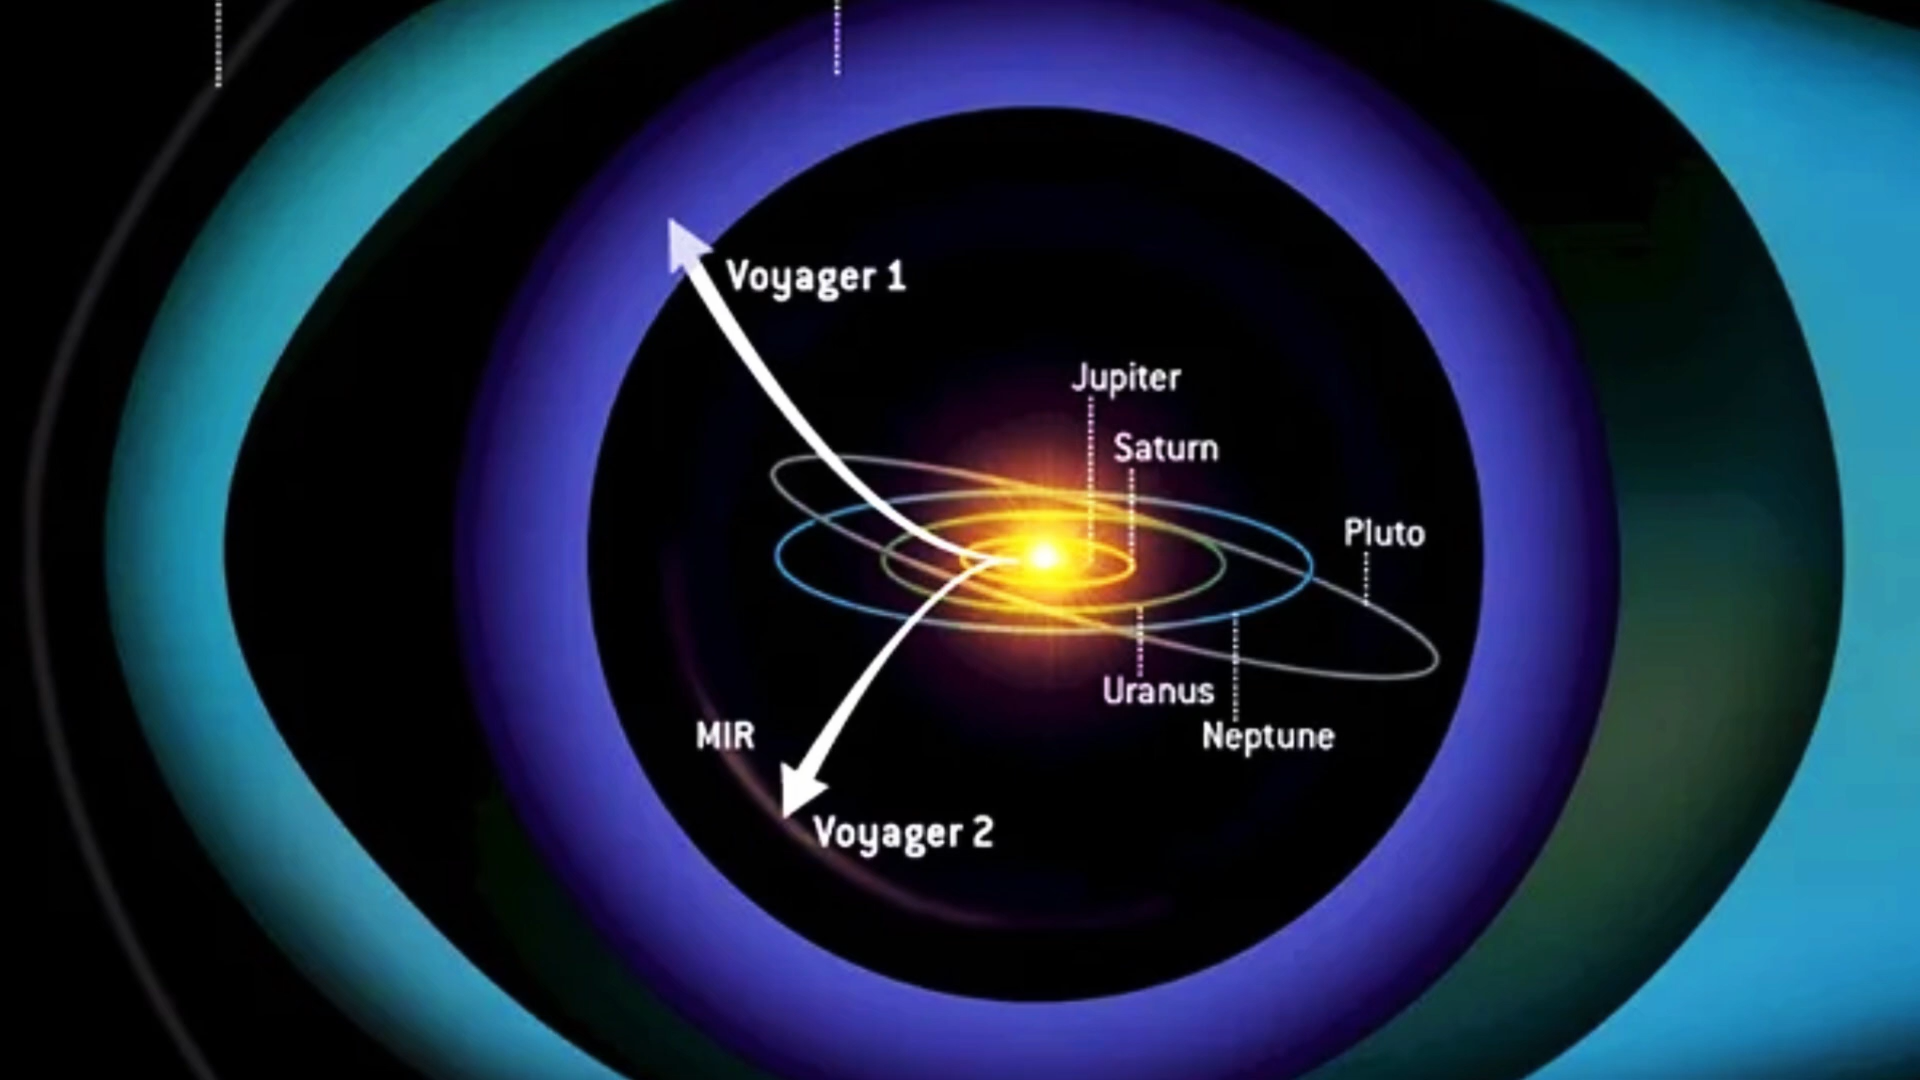 Voyager 1
Jupiter
Saturn
Pluto
Uranus
MIR
Neptune
Voyager 2